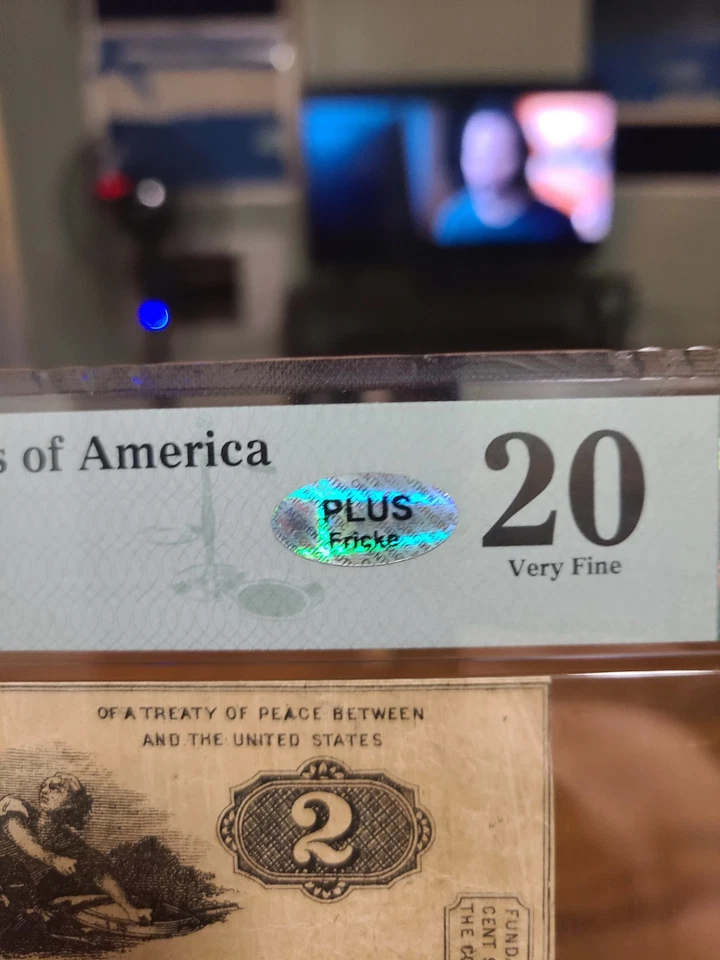 s of America
PLUS
Fricke
20
Very Fine
OF A TREATY OF PEACE BETWEEN
AND THE UNITED STATES
2
FUND
CENT S
THE CO